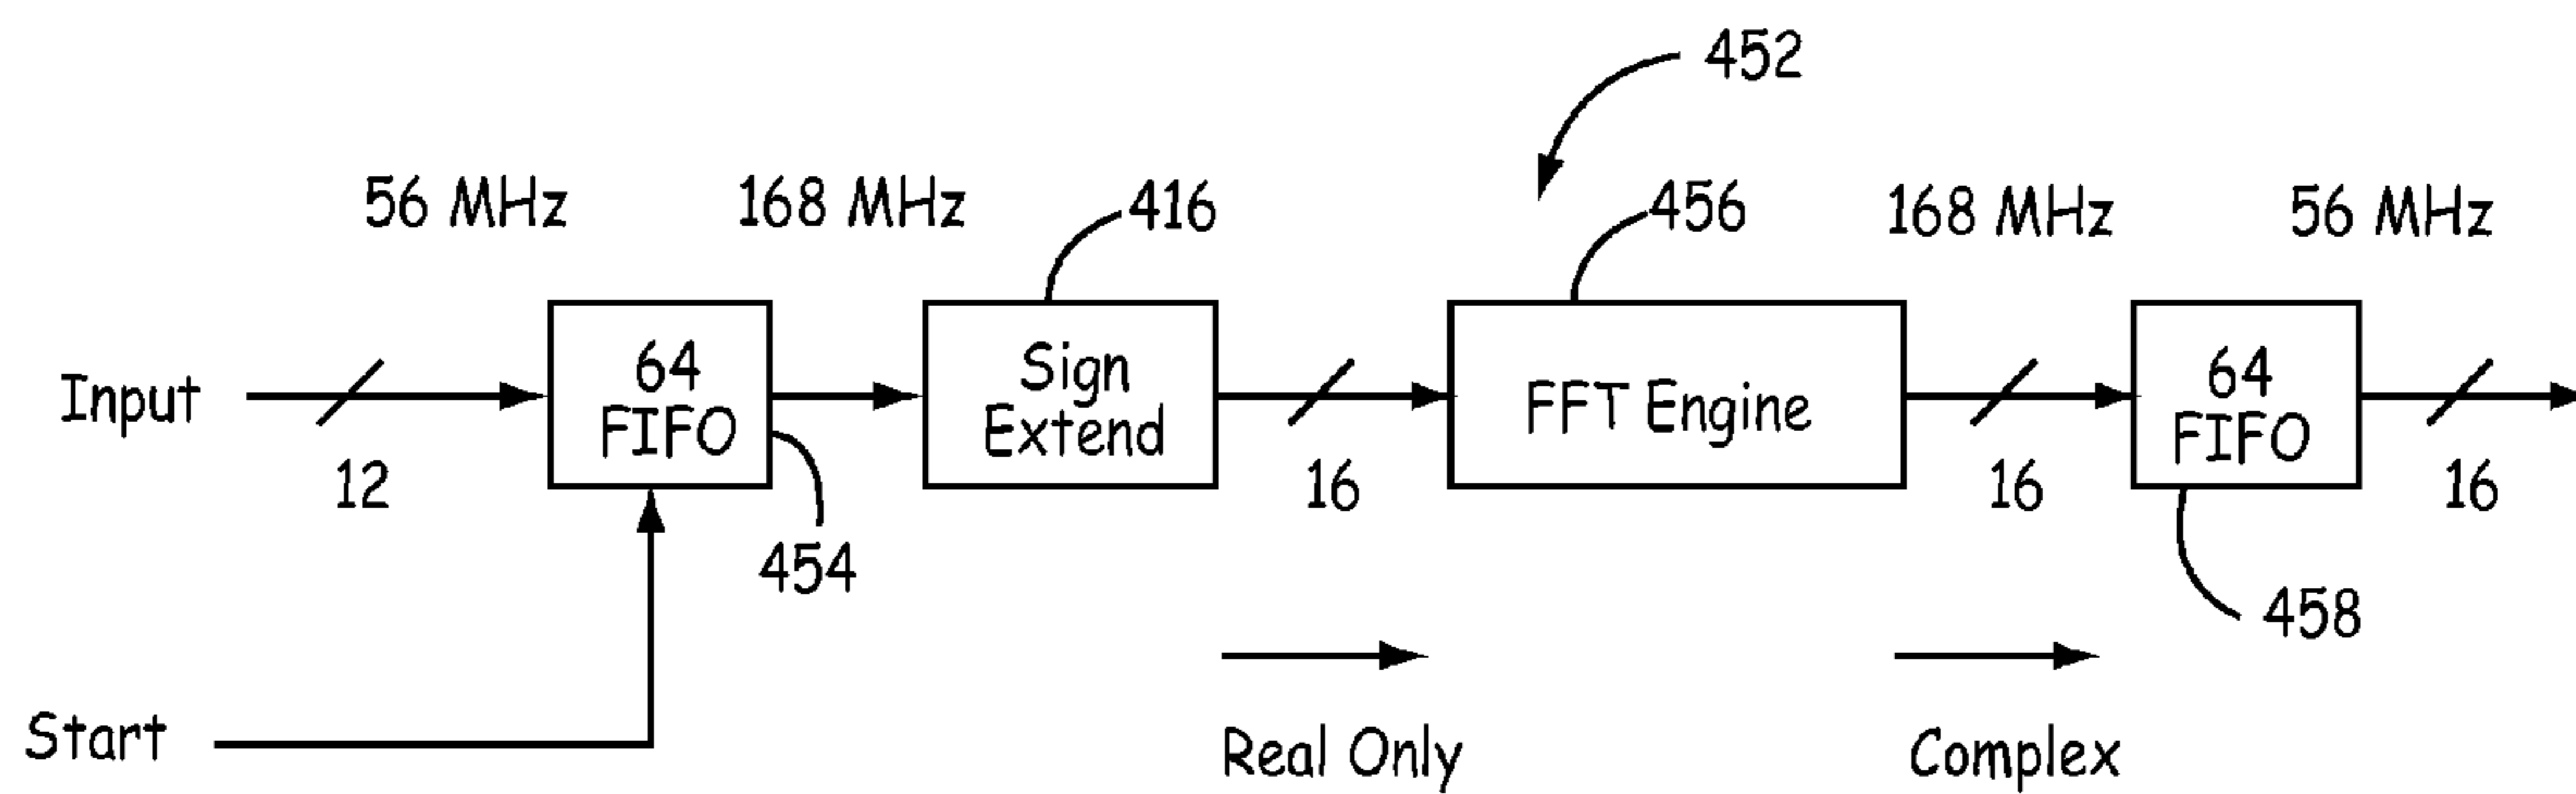 452
56 MHz
168 MHz
416
456
168 MHz
56 MHz
Input
12
64
FIFO
454
Sign
Extend
16
FFT Engine
16
64
FIFO
458
16
Start
Real Only
Complex